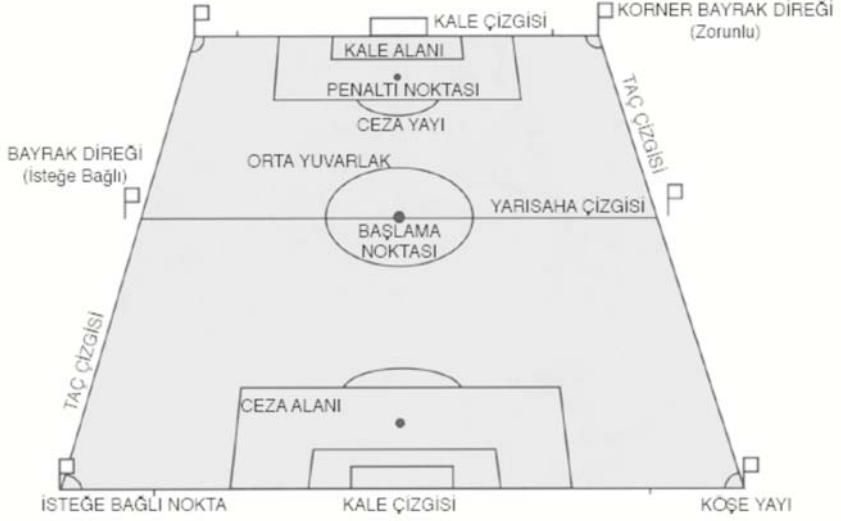 KALE ÇİZGİSİ
KORNER BAYRAK DİREĞİ
(Zorunlu)
KALE ALANI
PENALTI NOKTASI
TAÇ ÇİZGİSİ
CEZA YAYI
BAYRAK DİREĞİ
(İsteğe Bağlı)
ORTA YUVARLAK
YARISAHA ÇİZGİSİ
BAŞLAMA
NOKTASI
TAÇ ÇİZGİSİ
CEZA ALANI
İSTEĞE BAĞLI NOKTA
KALE ÇİZGİSİ
KÖŞE YAYI